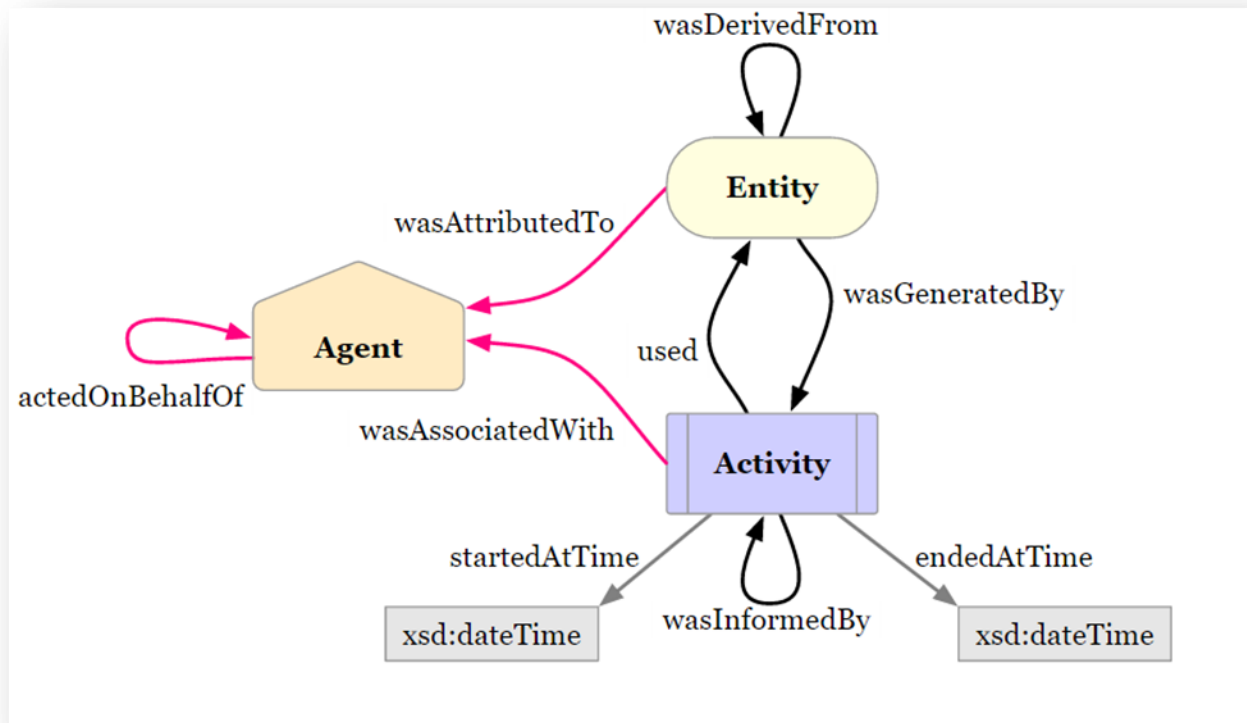 wasDerivedFrom
Entity
wasAttributedTo
wasGeneratedBy
used
Agent
actedOnBehalfOf
wasAssociatedWith
Activity
startedAtTime
endedAtTime
wasInformedBy
xsd:dateTime
xsd:dateTime